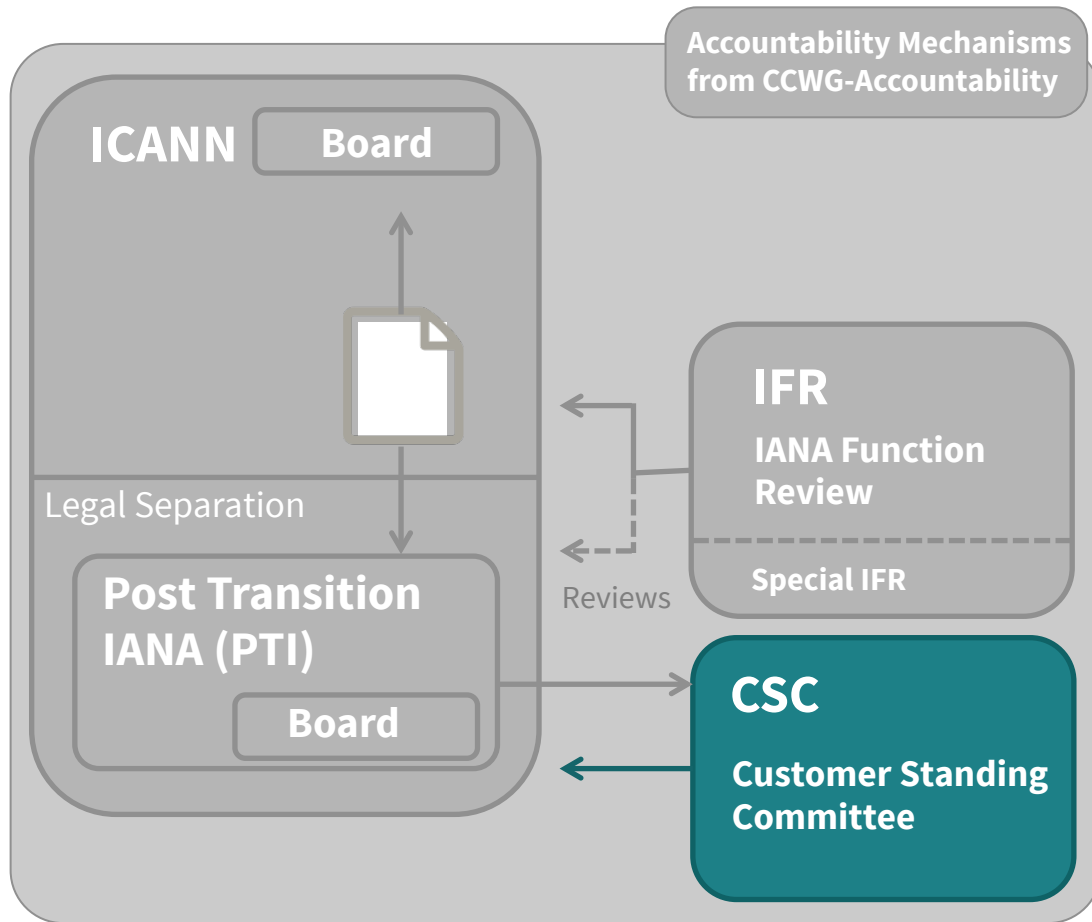 Accountability Mechanisms
from CCWG-Accountability
ICANN
Board
Legal Separation
Post Transition
IANA (PTI)
Board
Reviews
IFR
IANA Function
Review
Special IFR
CSC
Customer Standing
Committee